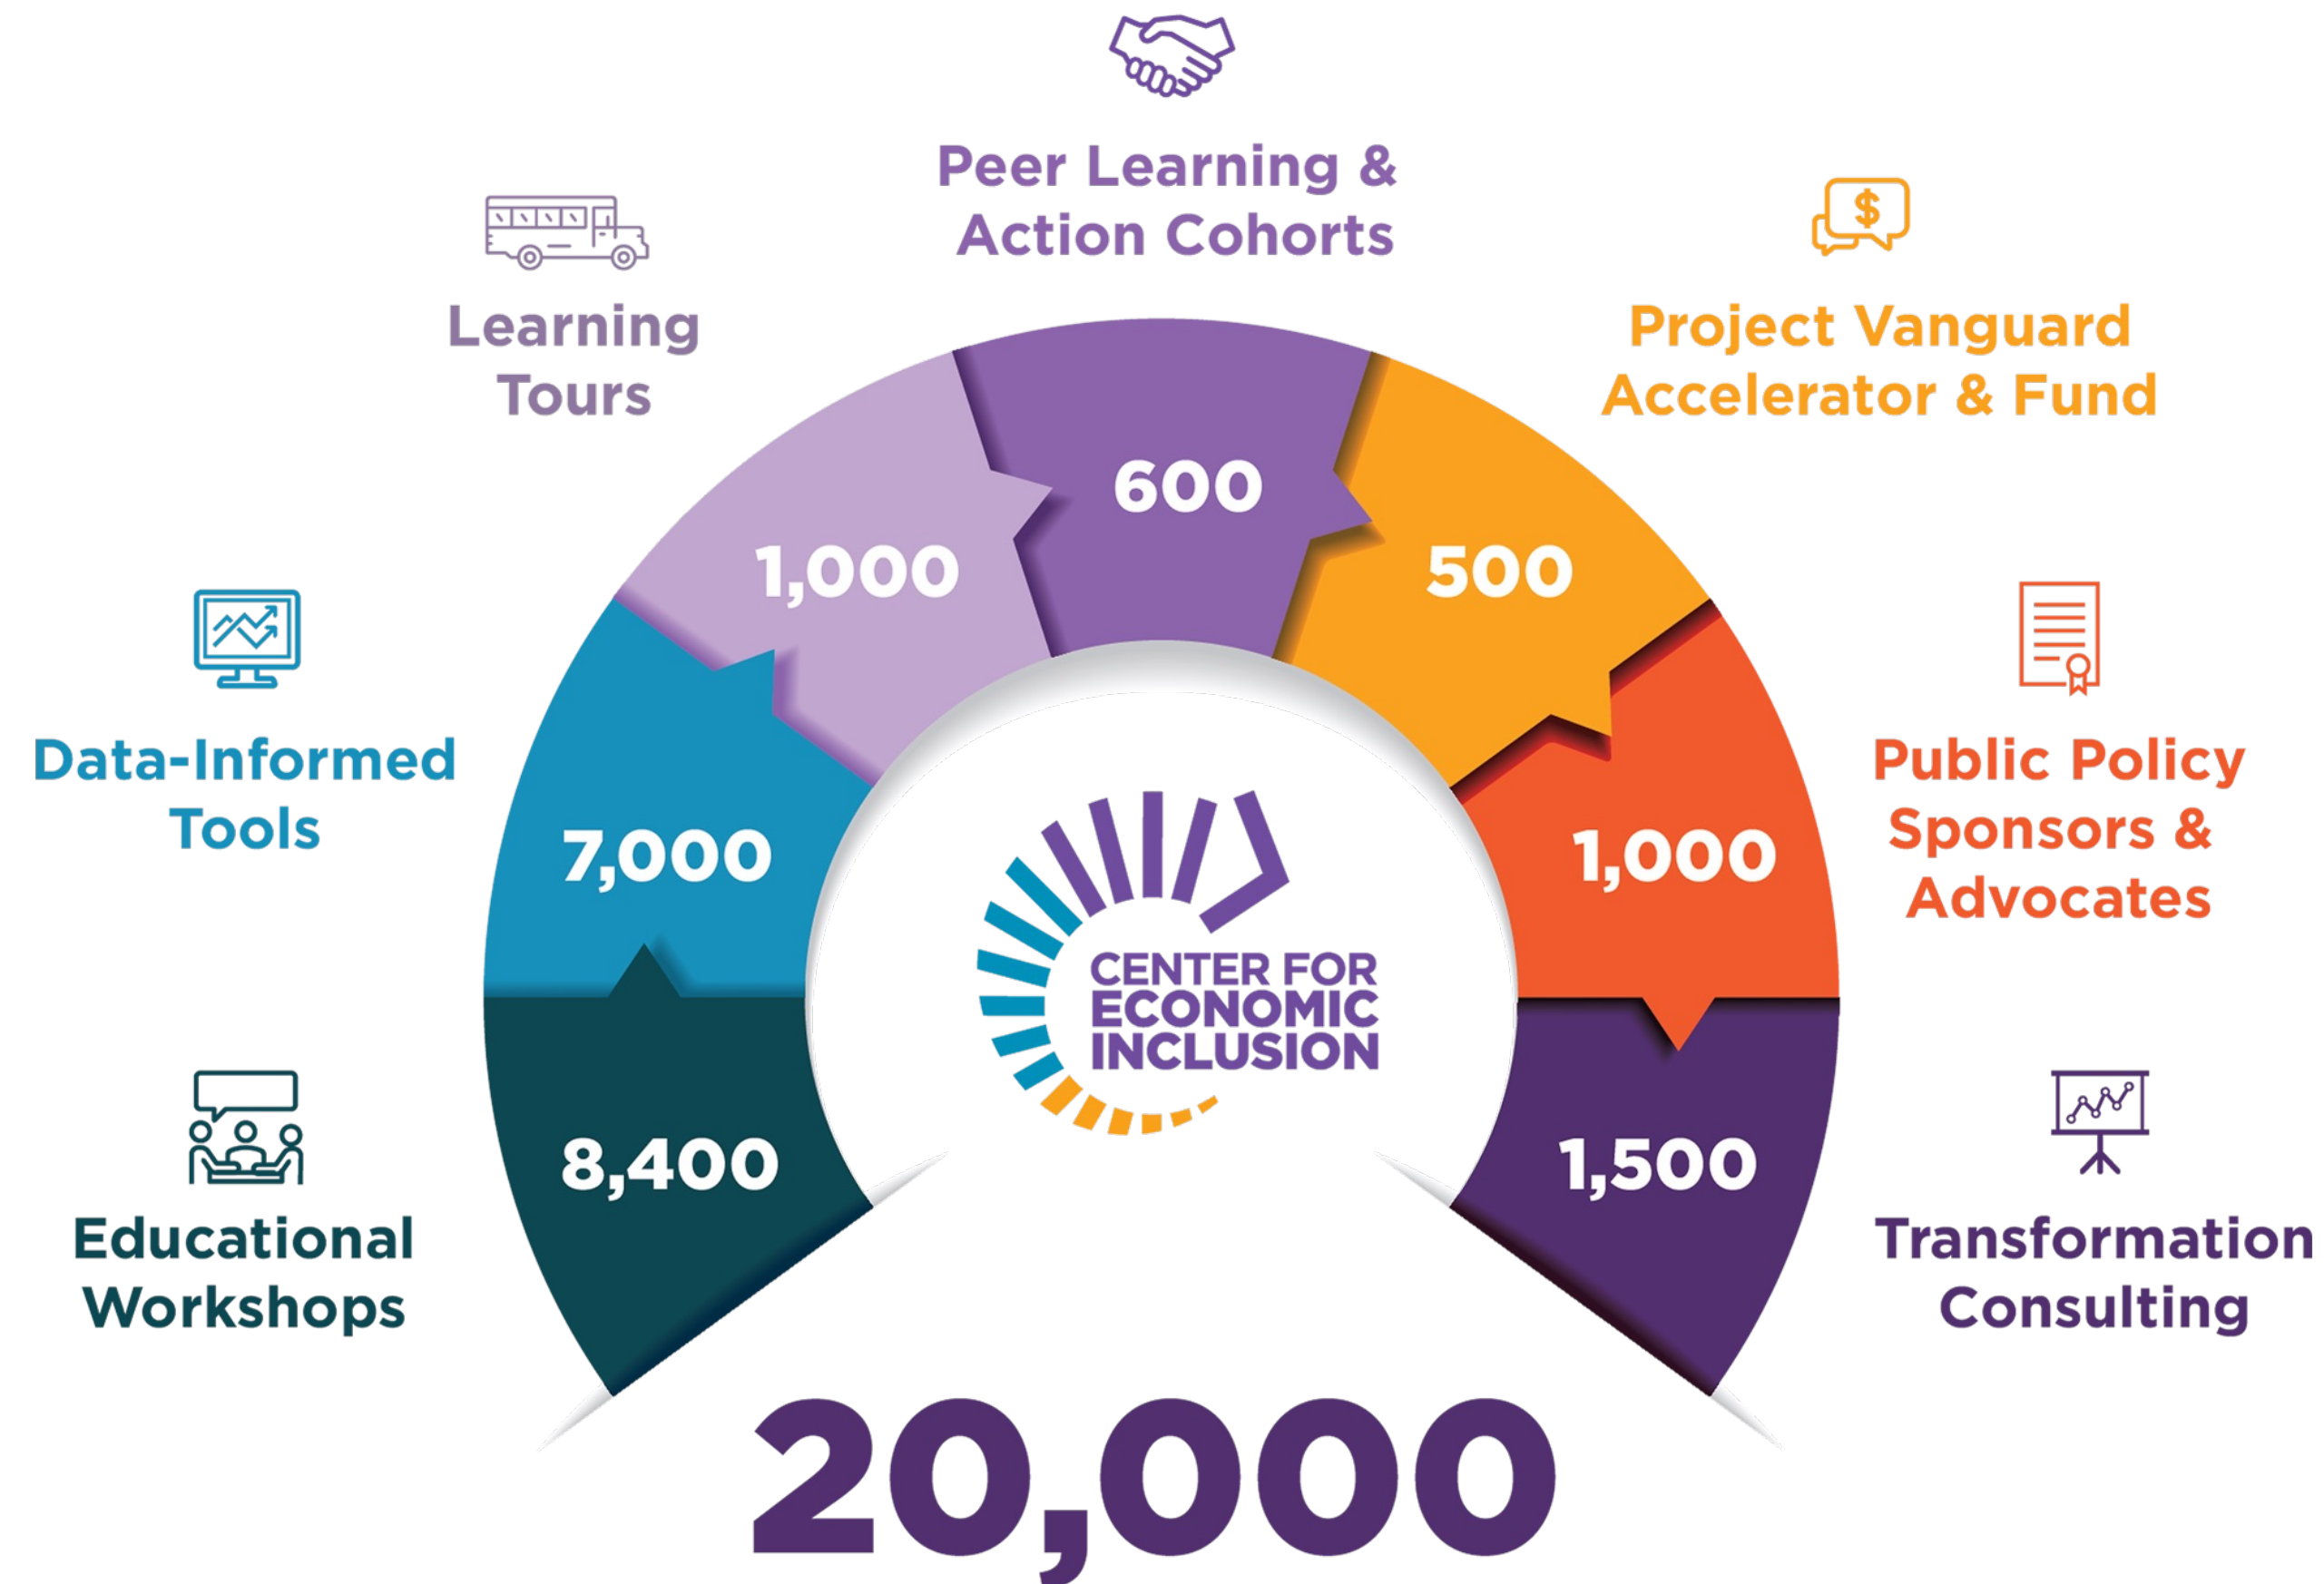 Peer Learning &
Action Cohorts
Learning
Tours
Project Vanguard
Accelerator & Fund
Data-Informed
Tools
Public Policy
Sponsors &
Advocates
Educational
Workshops
Transformation
Consulting
8,400
7,000
1,000
600
500
1,000
1,500
CENTER FOR
ECONOMIC
INCLUSION
20,000
$